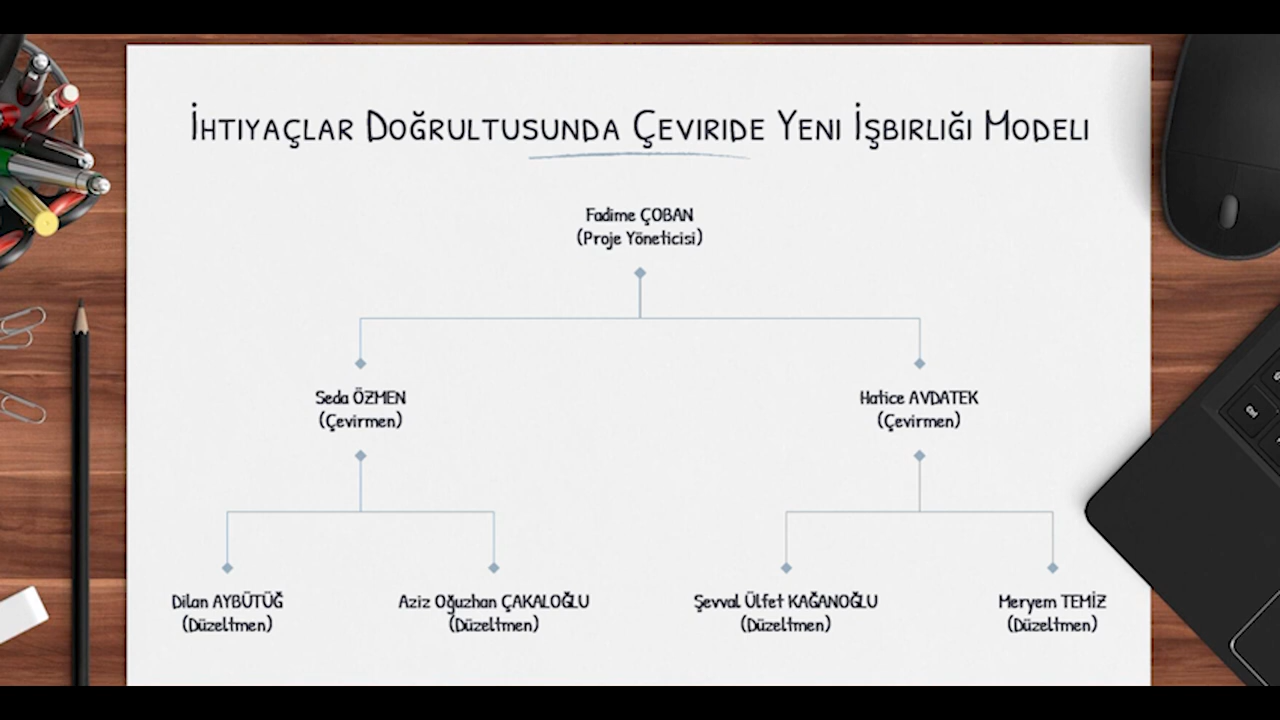 İhtiyaçlar Doğrultusunda Çeviride Yeni İşbirliği Modeli
Fadime ÇOBAN
(Proje Yöneticisi)
Seda ÖZMEN
(Çevirmen)
Hatice AVDATEK
(Çevirmen)
Dilan AYBÜTÜĞ
(Düzeltmen)
Aziz Oğuzhan ÇAKALOĞLU
(Düzeltmen)
Şevval Ülfet KAĞANOĞLU
(Düzeltmen)
Meryem TEMİZ
(Düzeltmen)